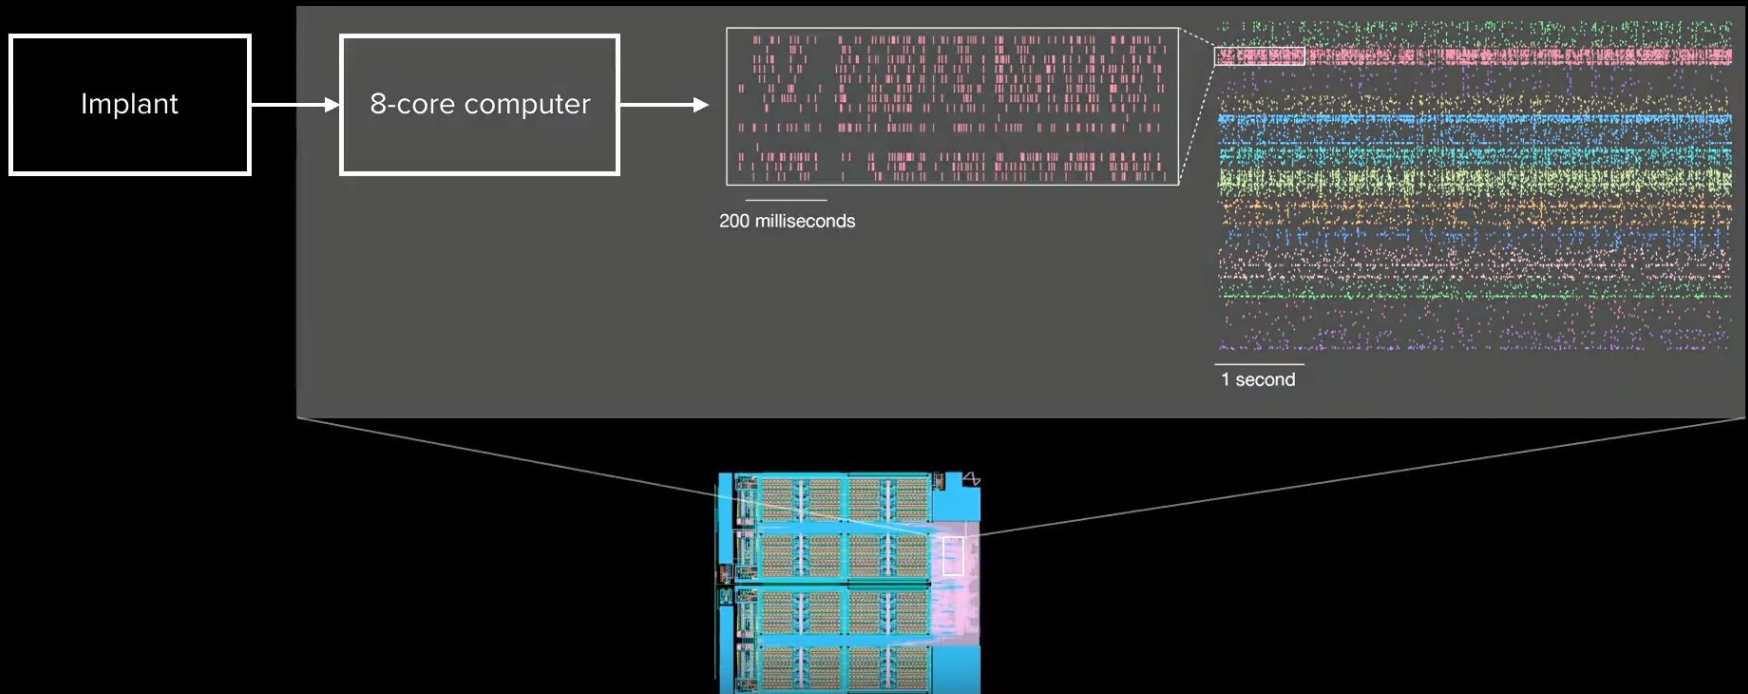 Implant
8-core computer
200 milliseconds
1 second